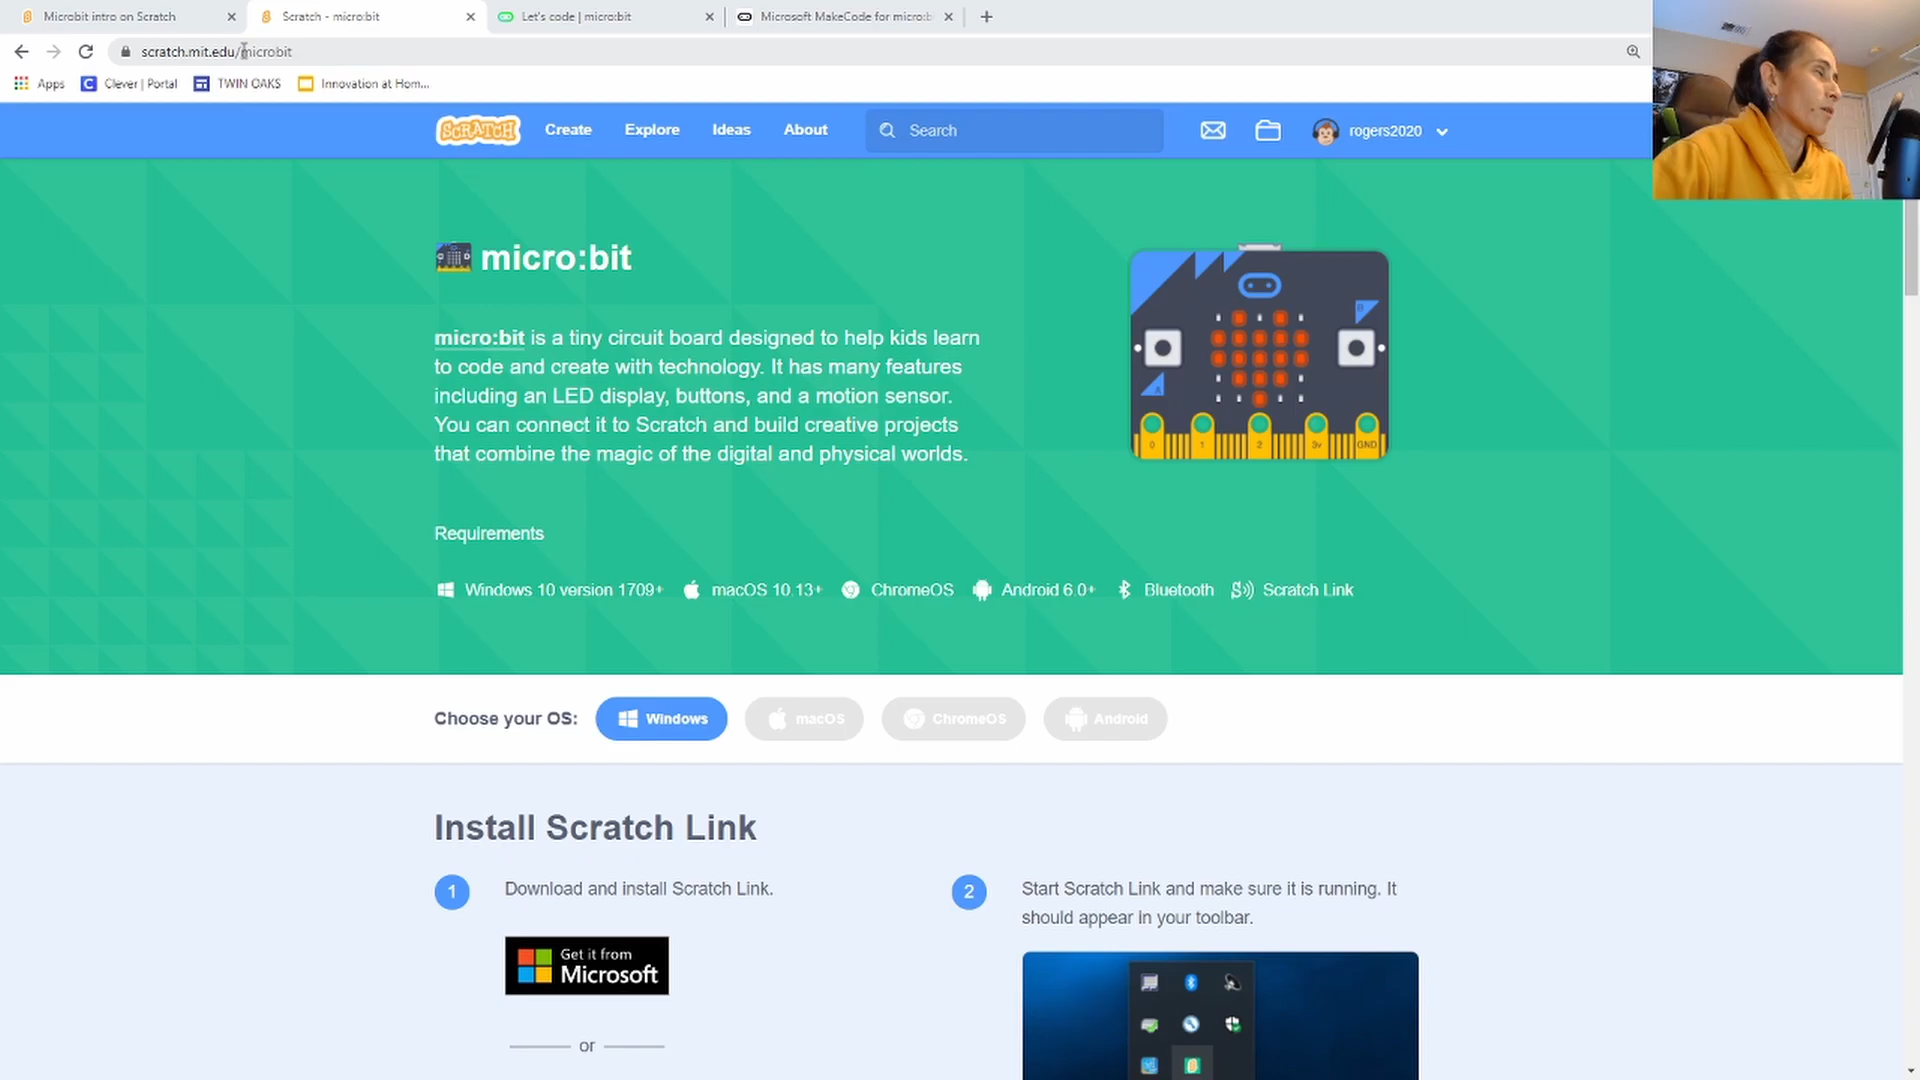 Microbit intro on Scratch
Scratch - micro:bit
Let's code | micro:bit
Microsoft MakeCode for micro:b
scratch.mit.edu/microbit
Apps
Clever | Portal
TWIN OAKS
Innovation at Hom...
SCRATCH
Create
Explore
Ideas
About
Search
rogers2020
micro:bit
micro:bit is a tiny circuit board designed to help kids learn
to code and create with technology. It has many features
including an LED display, buttons, and a motion sensor.
You can connect it to Scratch and build creative projects
that combine the magic of the digital and physical worlds.
B
A
0
1
2
3v
GND
Requirements
Windows 10 version 1709+
macOS 10.13+
ChromeOS
Android 6.0+
Bluetooth
Scratch Link
Choose your OS:
Windows
macOS
ChromeOS
Android
Install Scratch Link
1
Download and install Scratch Link.
2
Start Scratch Link and make sure it is running. It
should appear in your toolbar.
Get it from
Microsoft
or